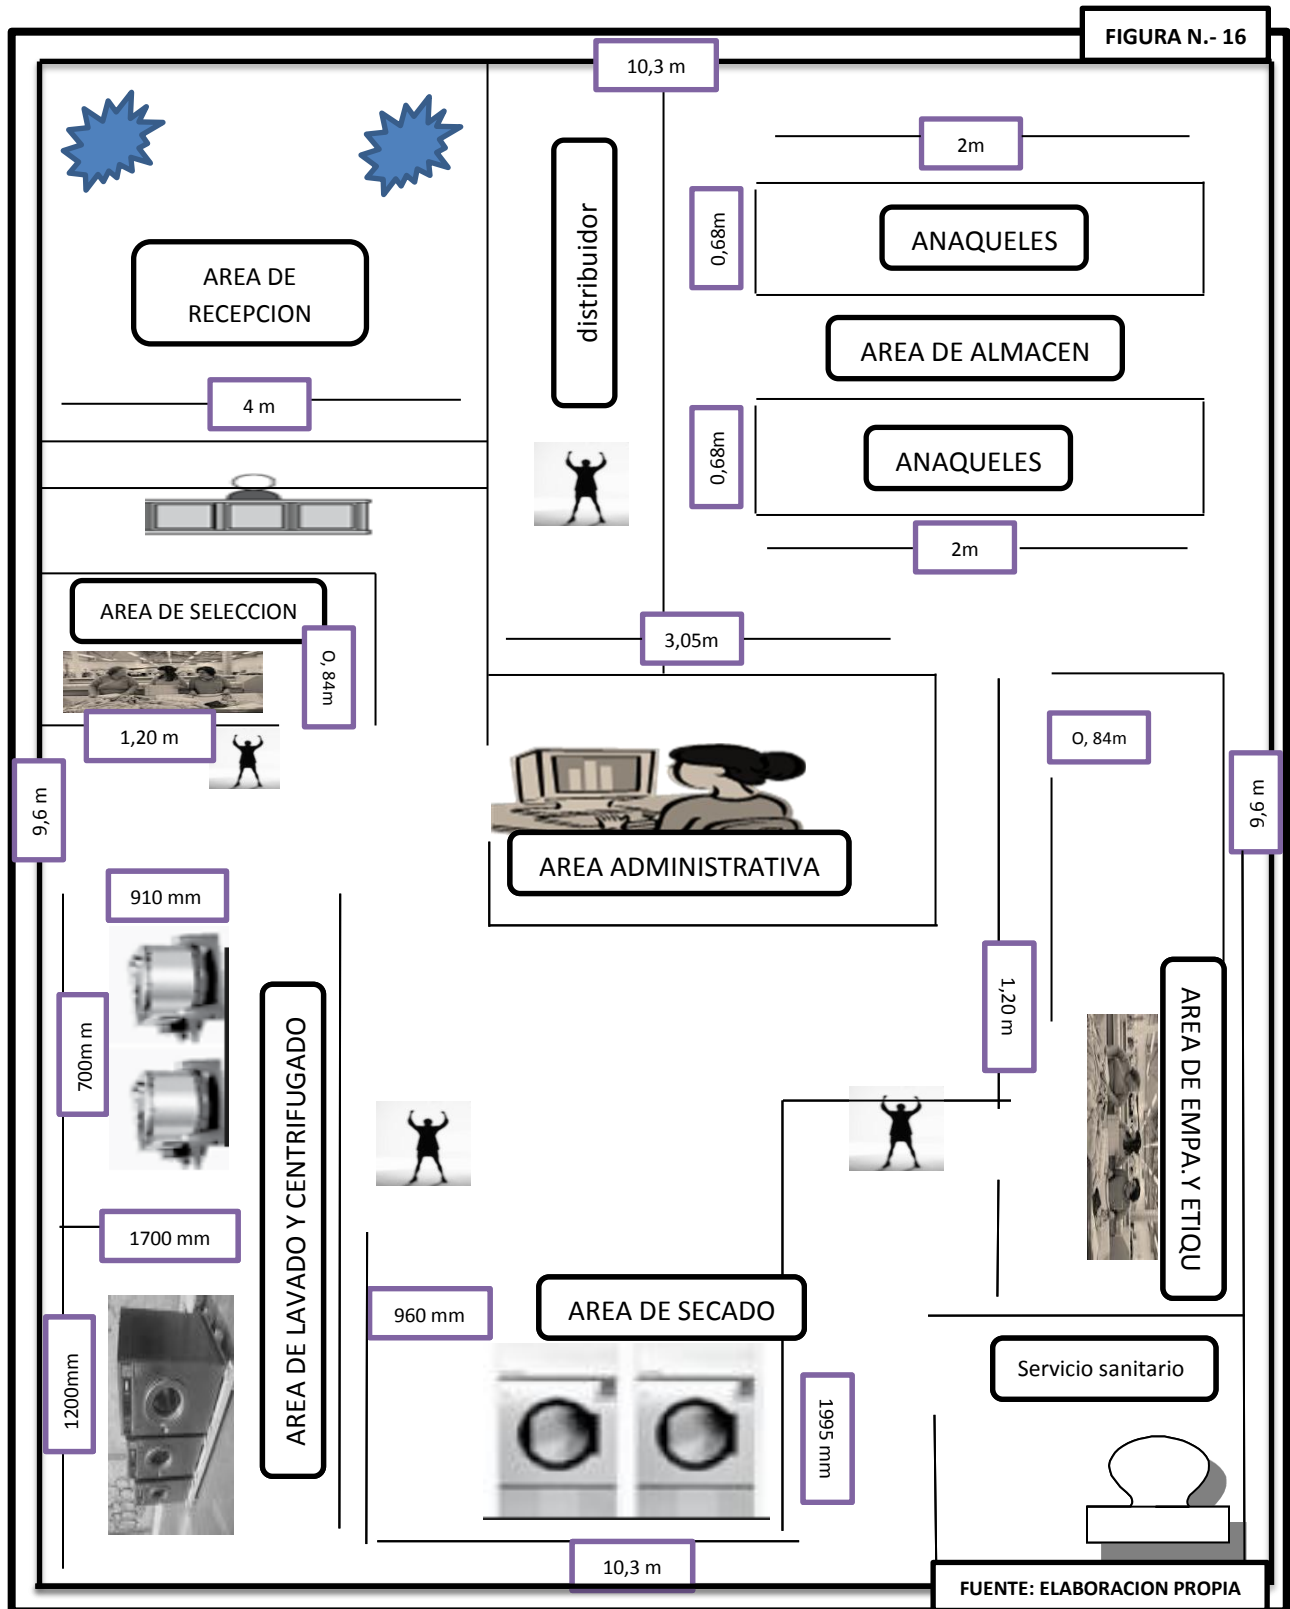 FIGURA N.- 16
10,3 m
2m
0,68m
ANAQUELES
distribuidor
AREA DE
RECEPCION
AREA DE ALMACEN
4 m
0,68m
ANAQUELES
2m
AREA DE SELECCION
O, 84m
3,05m
1,20 m
O, 84m
9,6 m
9,6 m
AREA ADMINISTRATIVA
910 mm
700m m
AREA DE LAVADO Y CENTRIFUGADO
1,20 m
AREA DE EMPA.Y ETIQU
1700 mm
960 mm
AREA DE SECADO
1200mm
1995 mm
Servicio sanitario
10,3 m
FUENTE: ELABORACION PROPIA